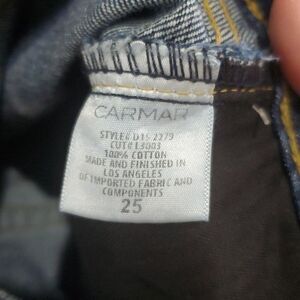 CARMAR
STYLE# D15-2279
CUT# L3003
100% COTTON
MADE AND FINISHED IN
LOS ANGELES
OF IMPORTED FABRIC AND
COMPONENTS
25